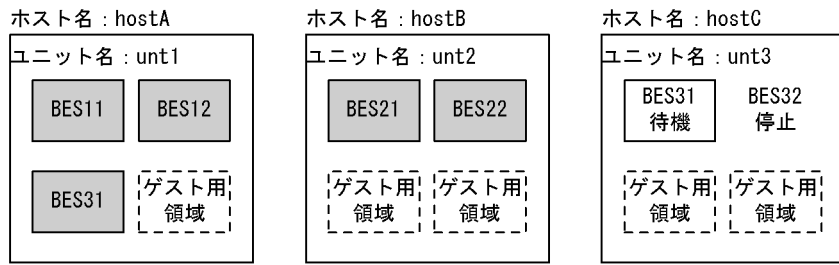 ホスト名：hostA
ホスト名：hostB
ホスト名：hostC
ユニット名：unt1
ユニット名：unt2
ユニット名：unt3
BES11
BES12
BES21
BES22
BES31
待機
BES32
停止
BES31
ゲスト用
領域
ゲスト用
領域
ゲスト用
領域
ゲスト用
領域
ゲスト用
領域